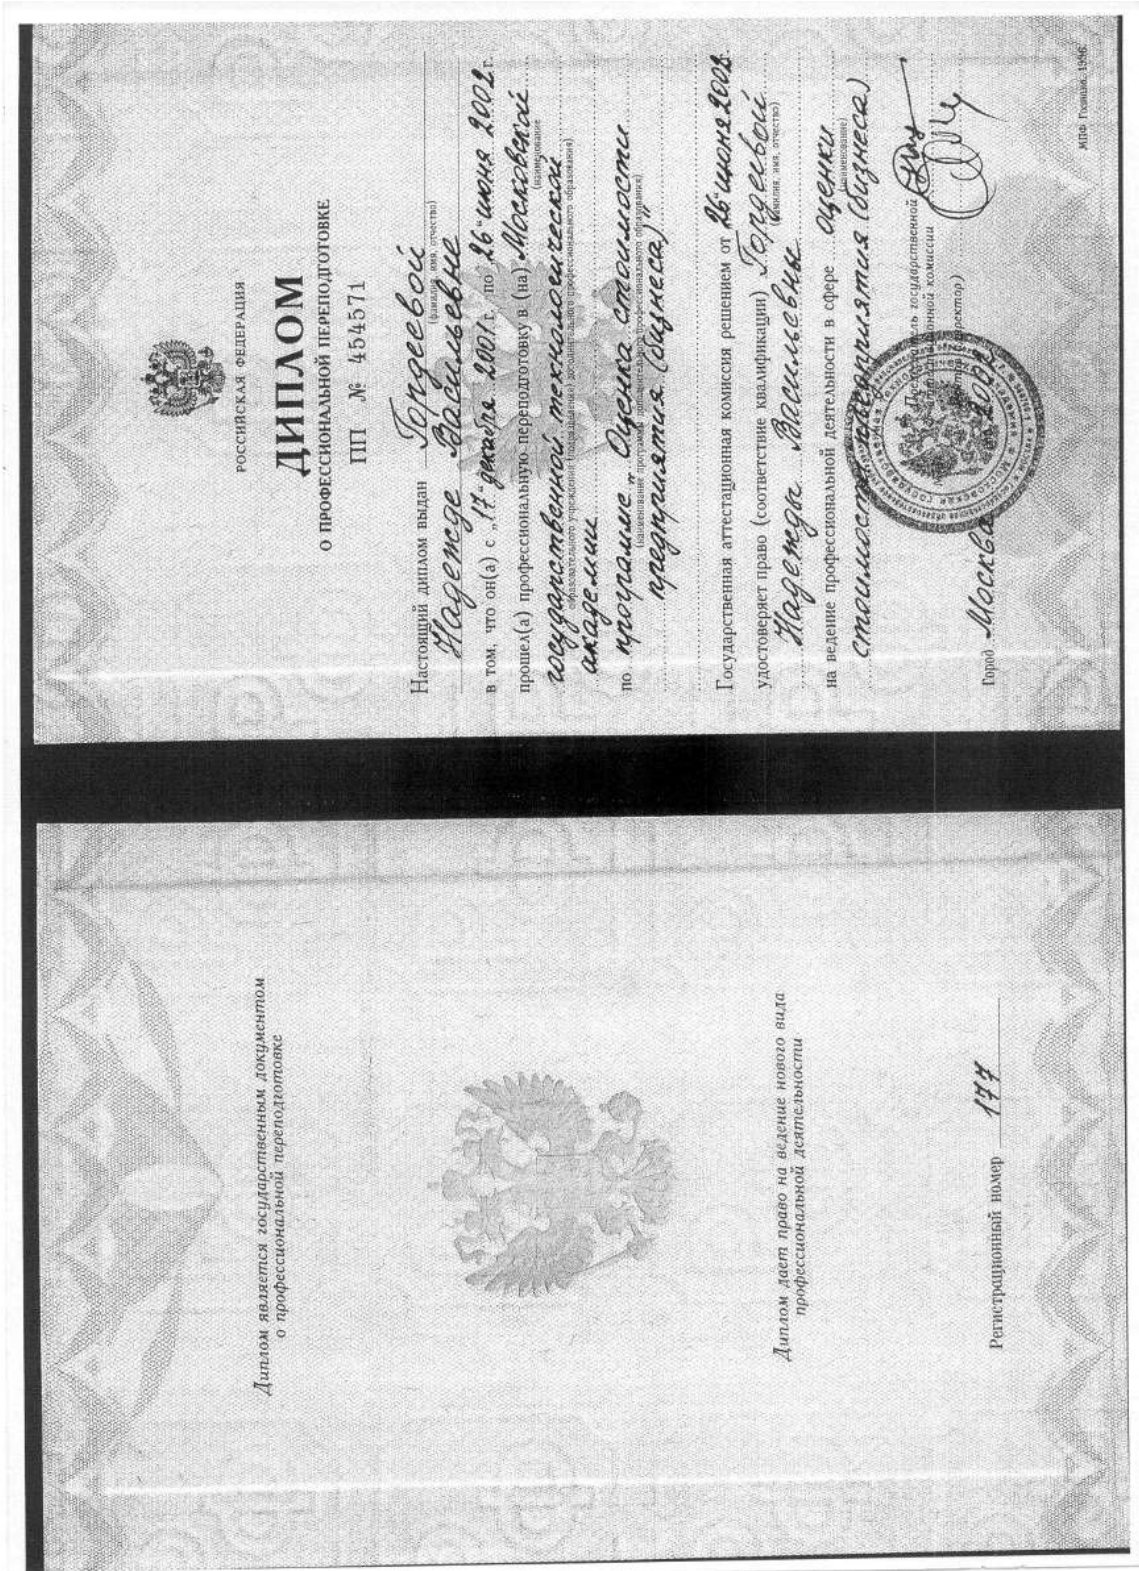 Диплом является государственным документом
о профессиональной переподготовке
Диплом дает право на ведение нового вида
профессиональной деятельности
Регистрационный номер 177
РОССИЙСКАЯ ФЕДЕРАЦИЯ
ДИПЛОМ
О ПРОФЕССИОНАЛЬНОЙ ПЕРЕПОДГОТОВКЕ
ПП № 454571
Настоящий диплом выдан Гордеевой
(фамилия, имя, отчество)
Надежде Васильевне
в том, что он(а) с „17“ декабря 2001 г. по „26“ июня 2002 г.
прошел(а) профессиональную переподготовку в (на) Московской
(наименование
государственной технологической
образовательного учреждения (подразделения) дополнительного профессионального образования)
академии
по программе „Оценка стоимости
(наименование программы дополнительного профессионального образования)
предприятия (бизнеса)“
Государственная аттестационная комиссия решением от 26 июня 2002
удостоверяет право (соответствие квалификации) Гордеевой
(фамилия, имя, отчество)
Надежды Васильевны
на ведение профессиональной деятельности в сфере оценки
(наименование)
стоимости предприятия (бизнеса)
Председатель государственной
аттестационной комиссии
Ректор (директор)
Город Москва 2002
МПФ Гознака. 1996.